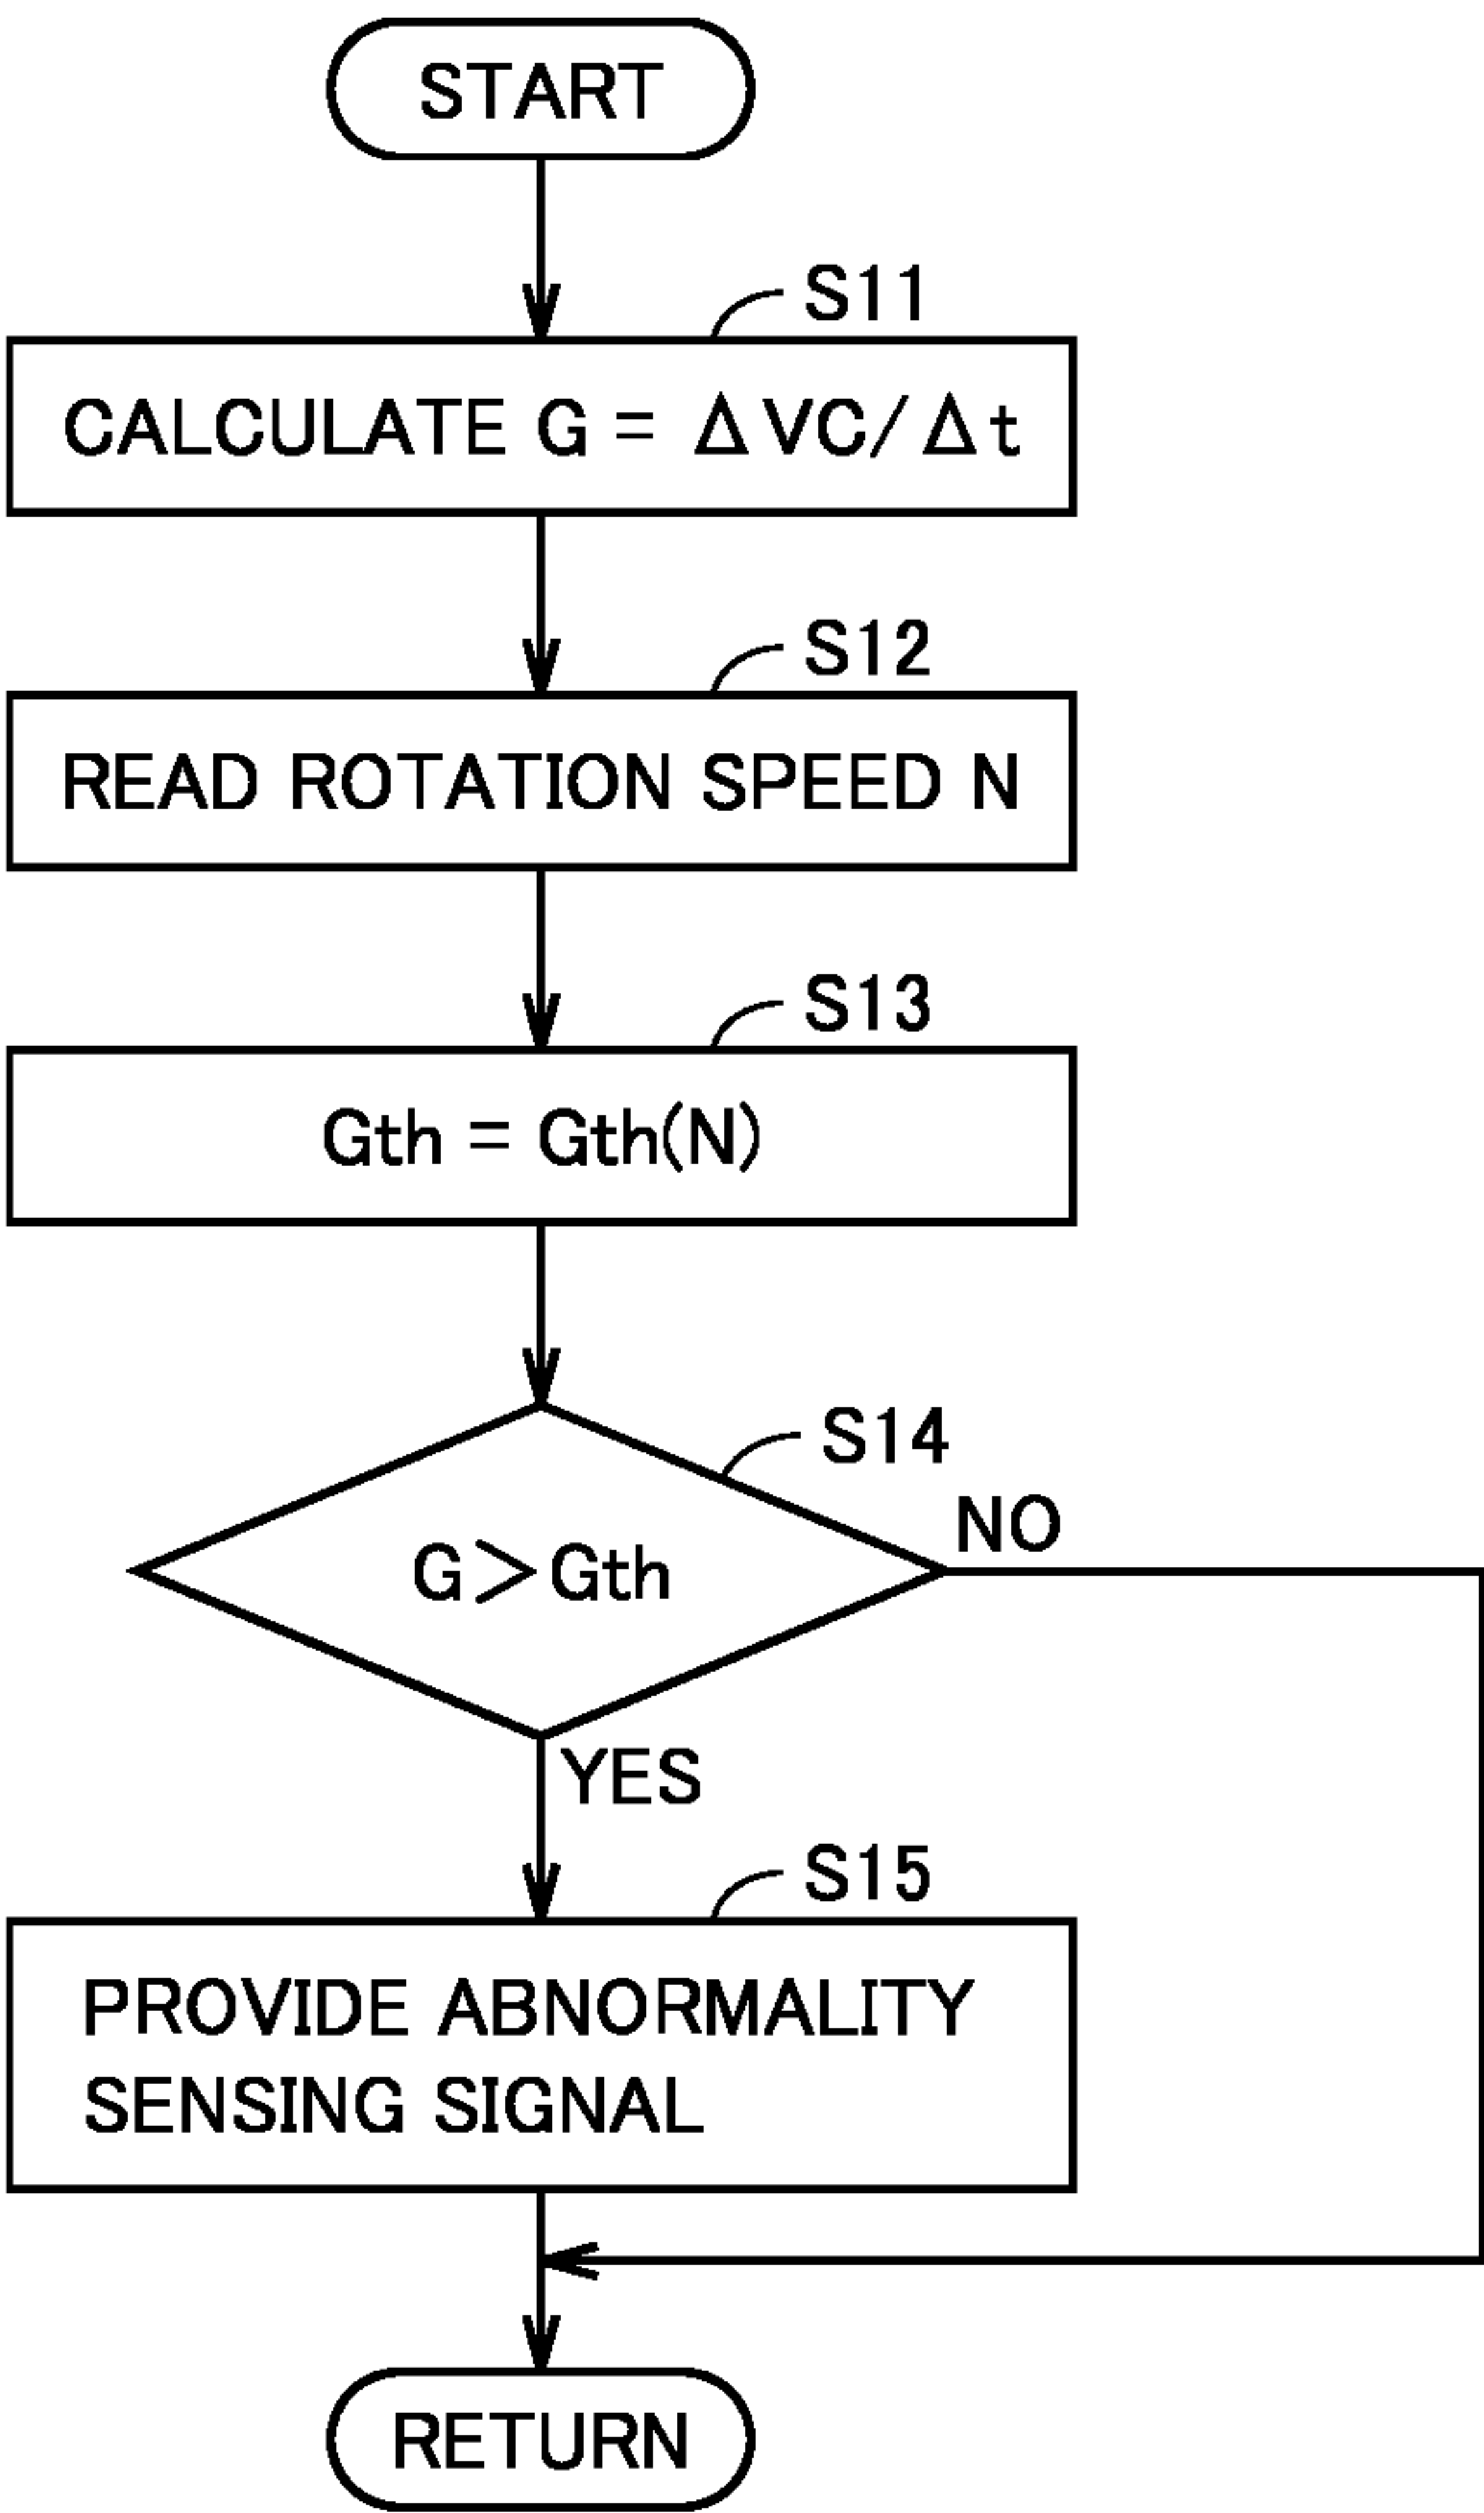 START
S11
CALCULATE G = ΔVC/Δt
S12
READ ROTATION SPEED N
S13
Gth = Gth(N)
S14
NO
G>Gth
YES
S15
PROVIDE ABNORMALITY
SENSING SIGNAL
RETURN